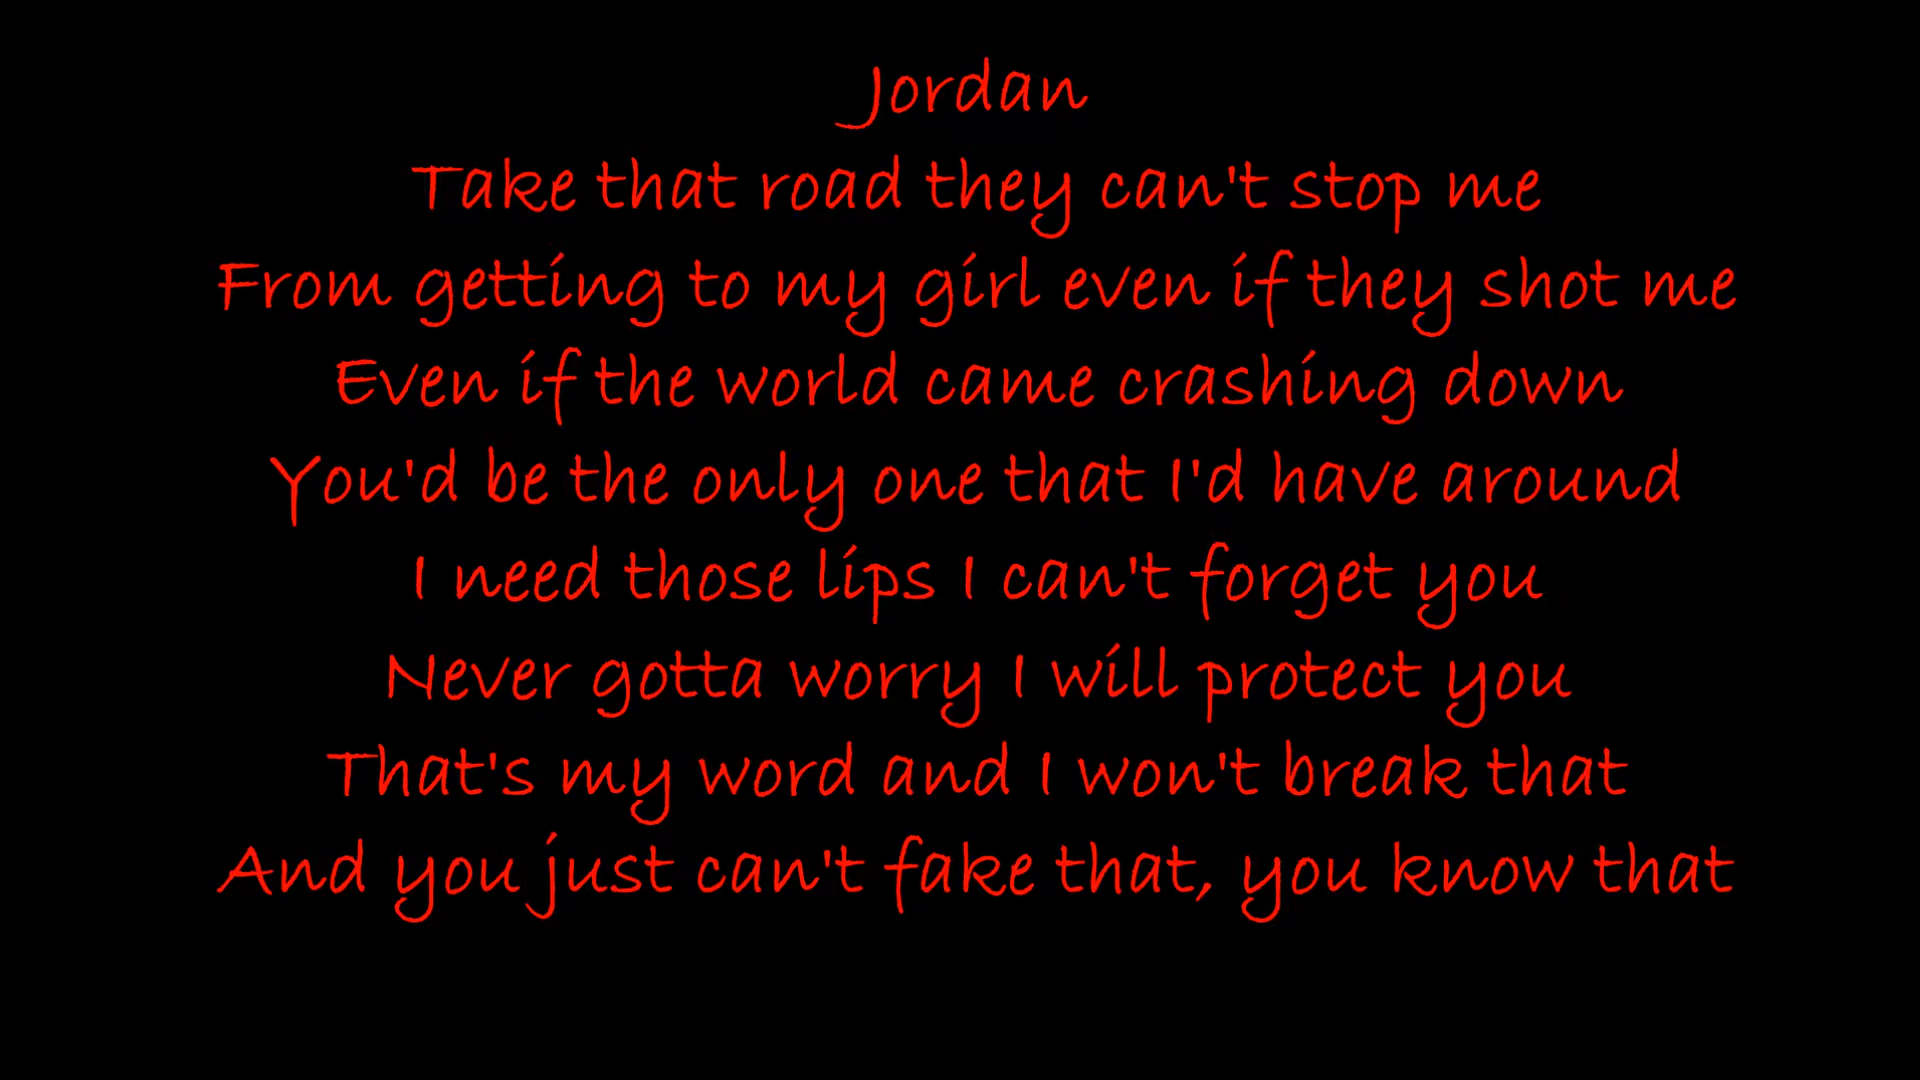 Jordan
Take that road they can't stop me
From getting to my girl even if they shot me
Even if the world came crashing down
You'd be the only one that I'd have around
I need those lips I can't forget you
Never gotta worry I will protect you
That's my word and I won't break that
And you just can't fake that, you know that